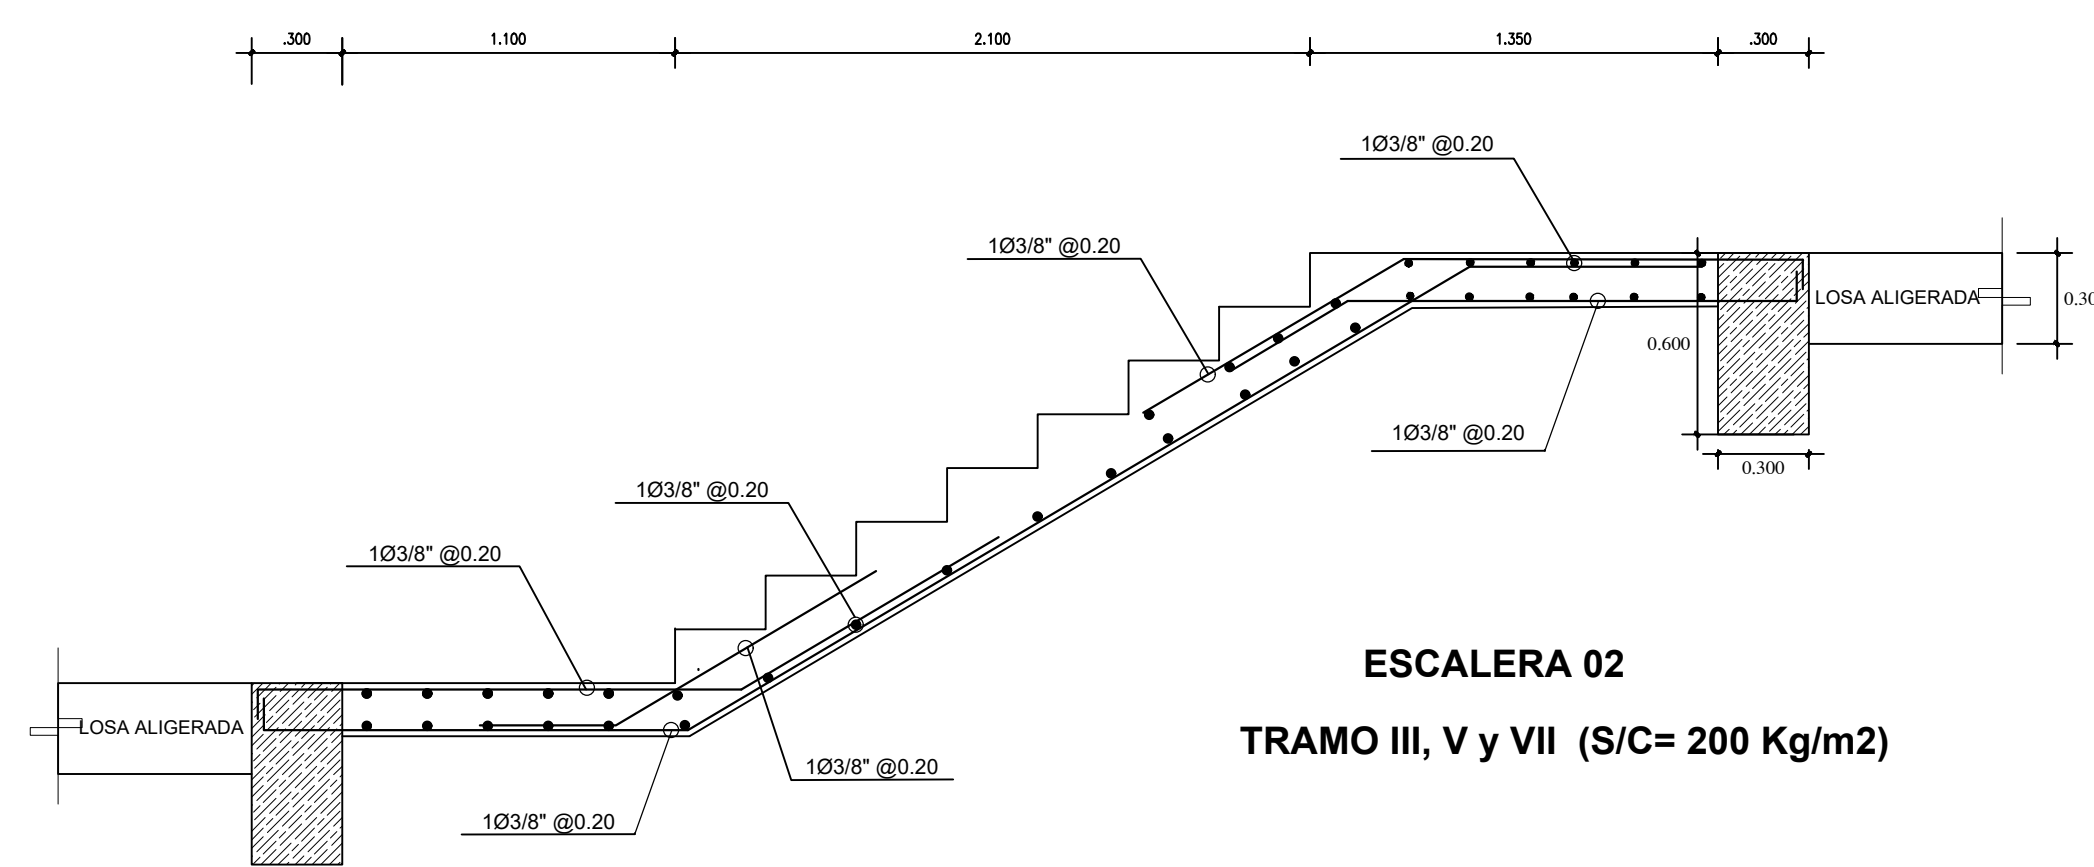 .300 1.100 2.100 1.350 .300
1Ø3/8" @0.20
1Ø3/8" @0.20
LOSA ALIGERADA
0.600
1Ø3/8" @0.20
0.300
1Ø3/8" @0.20
1Ø3/8" @0.20
ESCALERA 02
TRAMO III, V y VII (S/C= 200 Kg/m2)
LOSA ALIGERADA
1Ø3/8" @0.20
1Ø3/8" @0.20